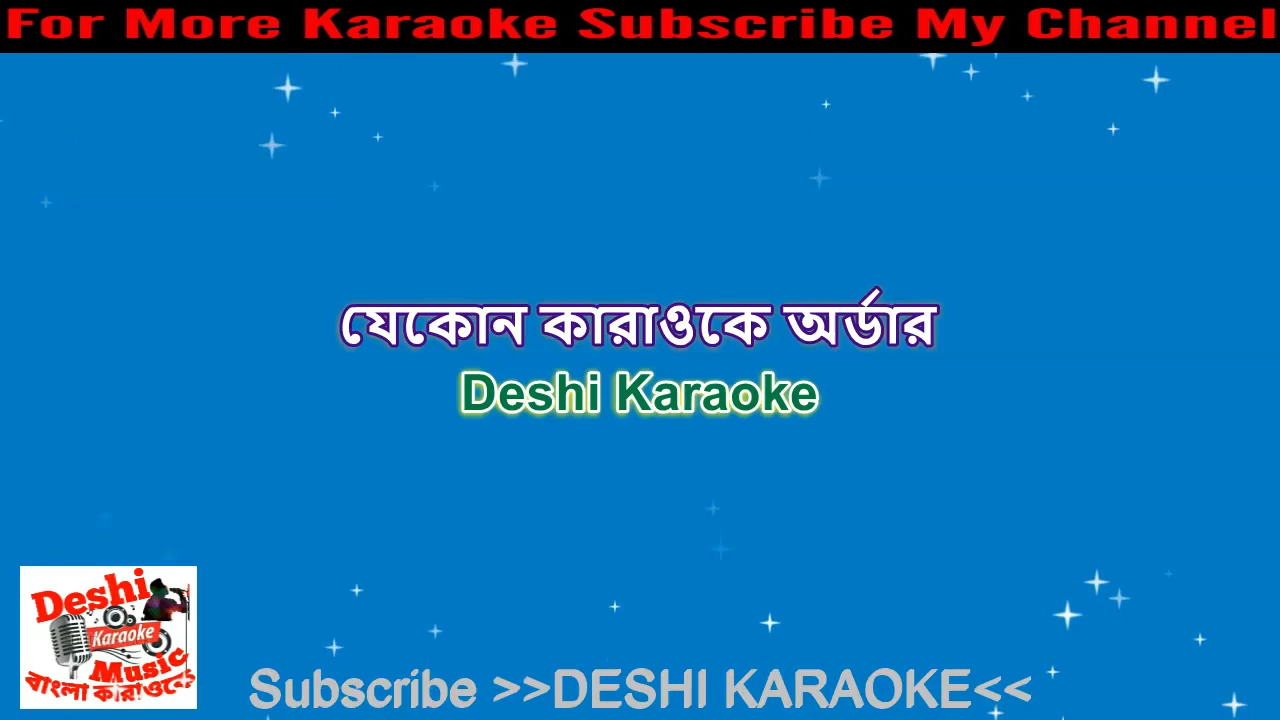 For More Karaoke Subscribe My Channel
যেকোন কারাওকে অর্ডার
Deshi Karaoke
Deshi
Karaoke
Music
বাংলা কারাওকে
Subscribe >>DESHI KARAOKE<<